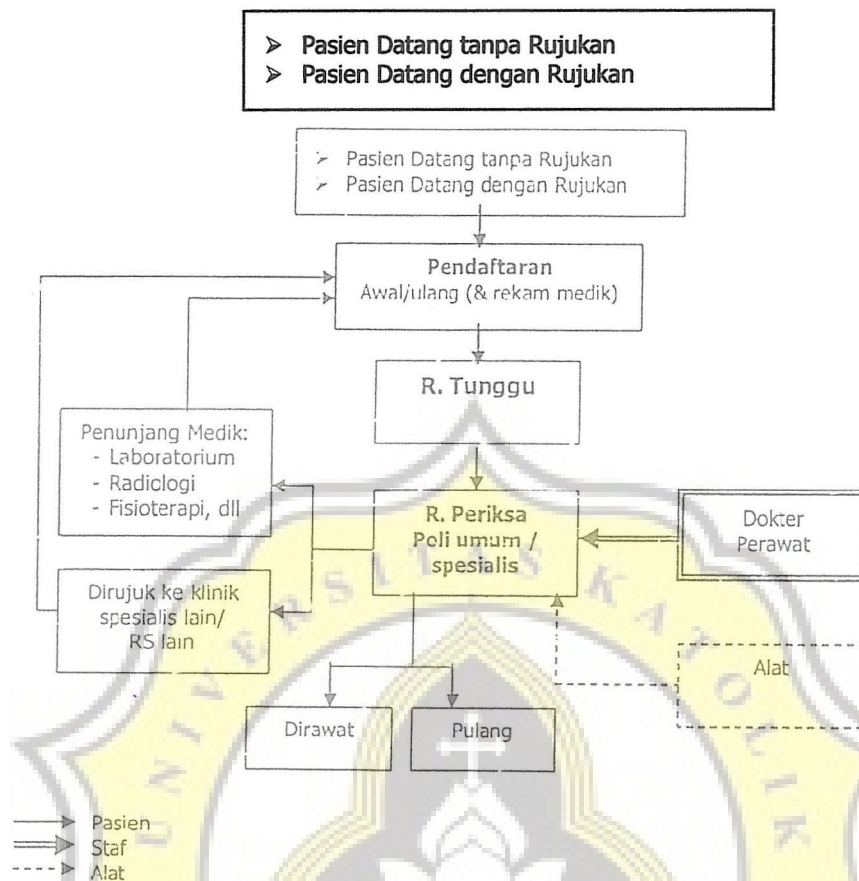 ➢ Pasien Datang tanpa Rujukan
➢ Pasien Datang dengan Rujukan
➢ Pasien Datang tanpa Rujukan
➢ Pasien Datang dengan Rujukan
Pendaftaran
Awal/ulang (& rekam medik)
R. Tunggu
Penunjang Medik:
- Laboratorium
- Radiologi
- Fisioterapi, dll
R. Periksa
Poli umum /
spesialis
Dokter
Perawat
Dirujuk ke klinik
spesialis lain/
RS lain
Alat
Dirawat
Pulang
Pasien
Staf
Alat
UNIVERSITAS KATOLIK